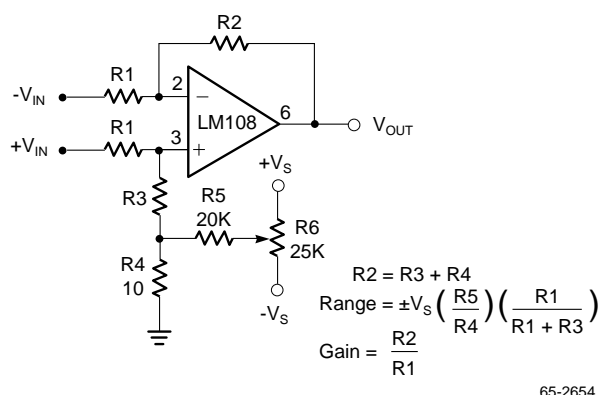 R2
R1
-V_IN
2
−
LM108
6
V_OUT
R1
+V_IN
3
+
+V_S
R3
R5
20K
R6
25K
R4
10
-V_S
R2 = R3 + R4
Range = ±V_S (R5/R4) (R1/(R1 + R3))
Gain = R2/R1
65-2654